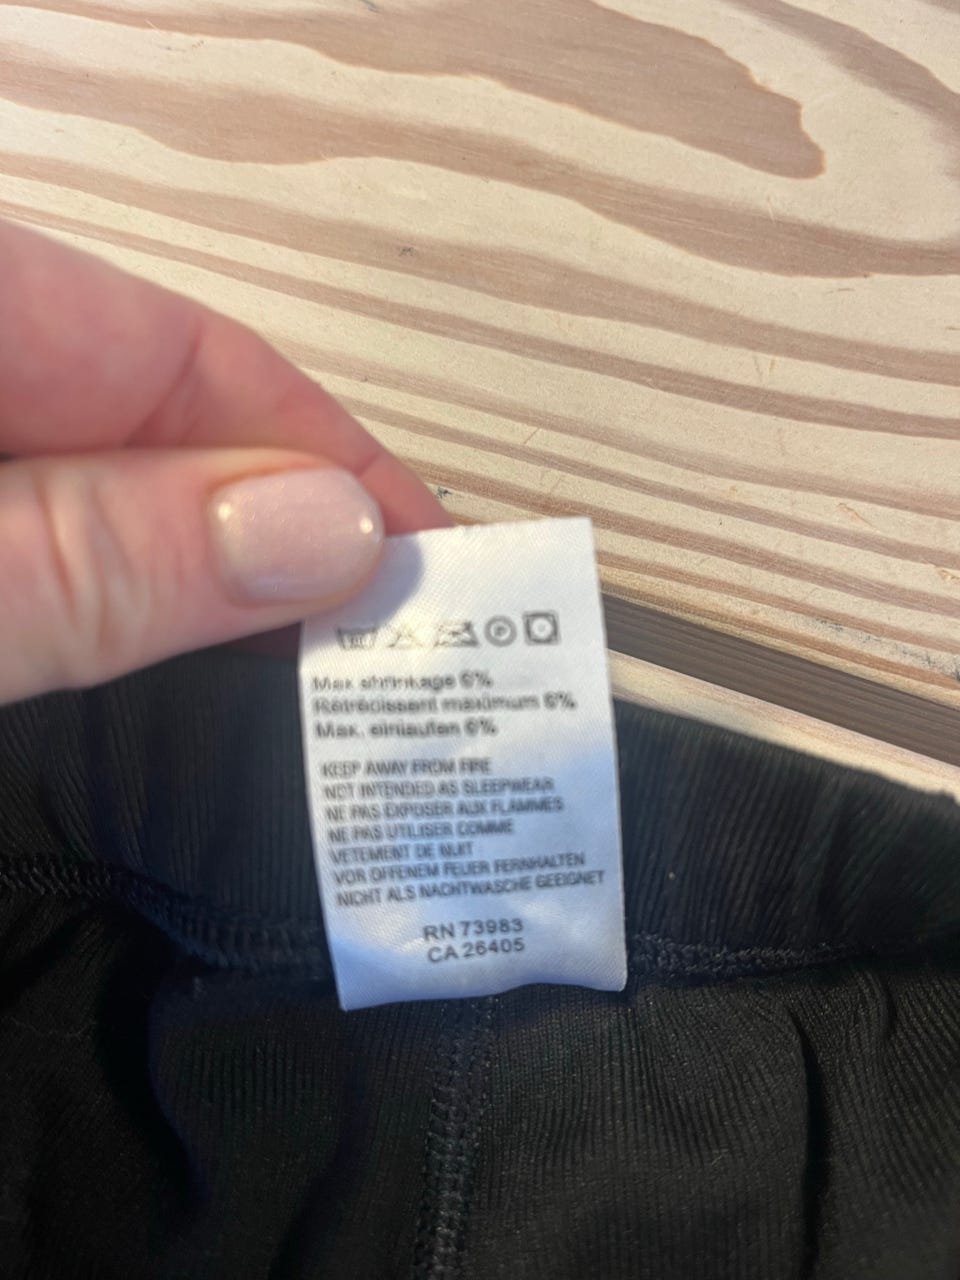 Max shrinkage 6%
Rétrécissent maximum 6%
Max. einlaufen 6%
KEEP AWAY FROM FIRE
NOT INTENDED AS SLEEPWEAR
NE PAS EXPOSER AUX FLAMMES
NE PAS UTILISER COMME
VETEMENT DE NUIT
VOR OFFENEM FEUER FERNHALTEN
NICHT ALS NACHTWASCHE GEEIGNET
RN 73983
CA 26405